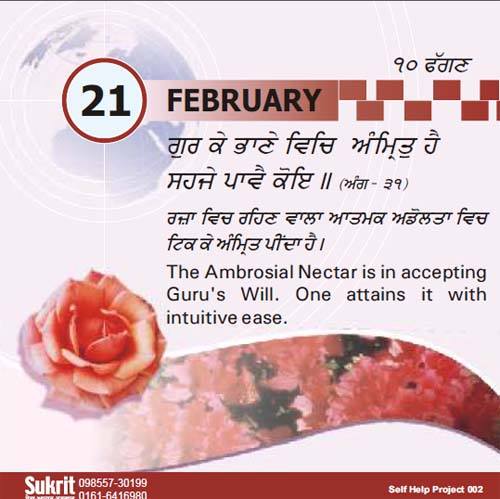 ੧੦ ਫੱਗਣ
21 FEBRUARY
ਗੁਰ ਕੇ ਭਾਣੇ ਵਿਚਿ ਅੰਮ੍ਰਿਤੁ ਹੈ
ਸਹਜੇ ਪਾਵੈ ਕੋਇ ॥ (ਅੰਗ - ੩੧)
ਰਜ਼ਾ ਵਿਚ ਰਹਿਣ ਵਾਲਾ ਆਤਮਕ ਅਡੋਲਤਾ ਵਿਚ
ਟਿਕ ਕੇ ਅੰਮ੍ਰਿਤ ਪੀਂਦਾ ਹੈ।
The Ambrosial Nectar is in accepting
Guru's Will. One attains it with
intuitive ease.
Sukrit 098557-30199
0161-6416980
Self Help Project 002